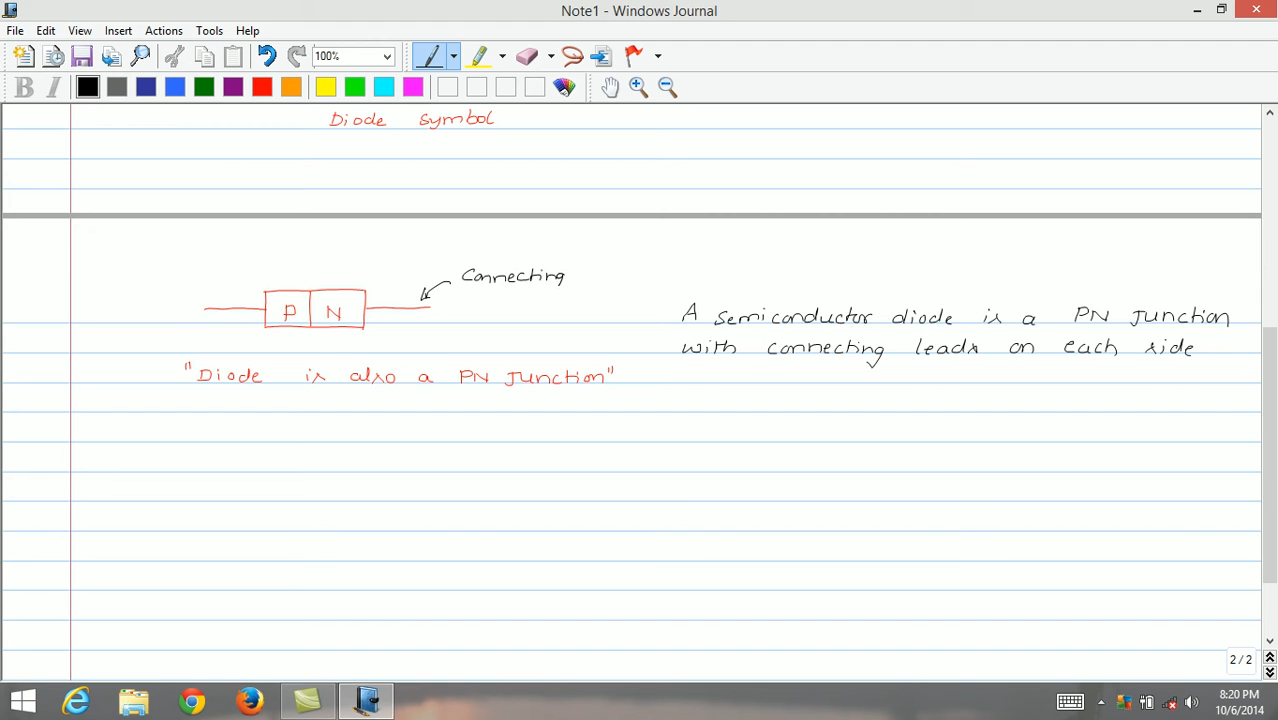 Note1 - Windows Journal
File Edit View Insert Actions Tools Help
100%
B I
Diode Symbol
Connecting
P N
A semiconductor diode is a PN Junction
with connecting leads on each side
"Diode is also a PN Junction"
2 / 2
8:20 PM
10/6/2014